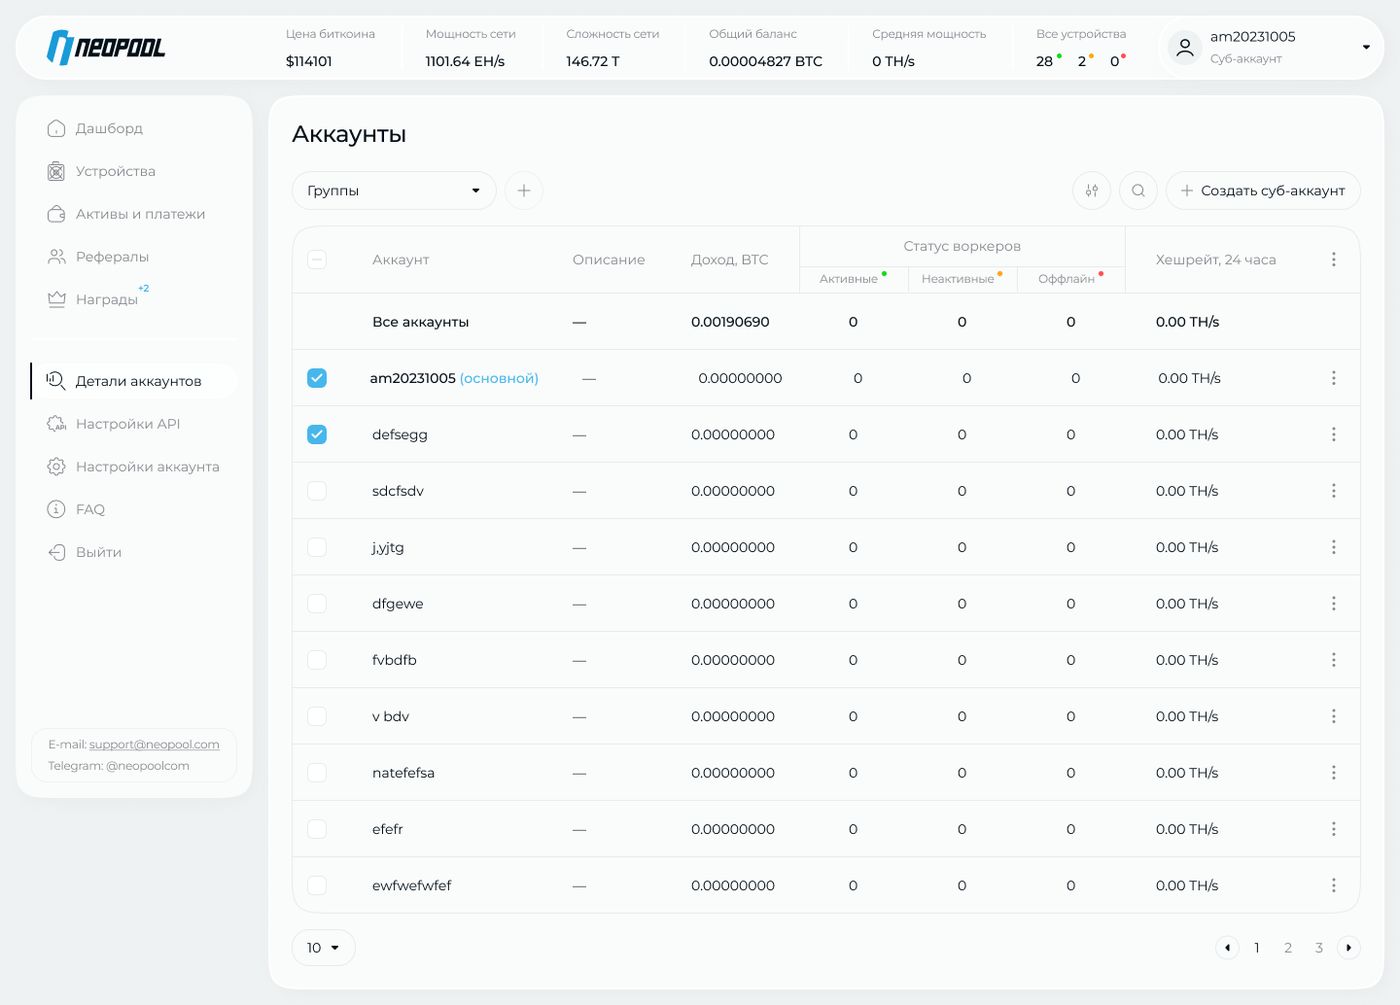 NEOPOOL
Цена биткоина
$114101
Мощность сети
1101.64 EH/s
Сложность сети
146.72 T
Общий баланс
0.00004827 BTC
Средняя мощность
0 TH/s
Все устройства
28 2 0
am20231005
Суб-аккаунт
Дашборд
Устройства
Активы и платежи
Рефералы
Награды +2
Детали аккаунтов
API Настройки API
Настройки аккаунта
FAQ
Выйти
E-mail: support@neopool.com
Telegram: @neopoolcom
Аккаунты
Группы
Создать суб-аккаунт
Аккаунт Описание Доход, BTC Статус воркеров Хешрейт, 24 часа
Активные Неактивные Оффлайн
Все аккаунты — 0.00190690 0 0 0 0.00 TH/s
am20231005 (основной) — 0.00000000 0 0 0 0.00 TH/s
defsegg — 0.00000000 0 0 0 0.00 TH/s
sdcfsdv — 0.00000000 0 0 0 0.00 TH/s
j,yjtg — 0.00000000 0 0 0 0.00 TH/s
dfgewe — 0.00000000 0 0 0 0.00 TH/s
fvbdfb — 0.00000000 0 0 0 0.00 TH/s
v bdv — 0.00000000 0 0 0 0.00 TH/s
natefefsa — 0.00000000 0 0 0 0.00 TH/s
efefr — 0.00000000 0 0 0 0.00 TH/s
ewfwefwfef — 0.00000000 0 0 0 0.00 TH/s
10
1 2 3